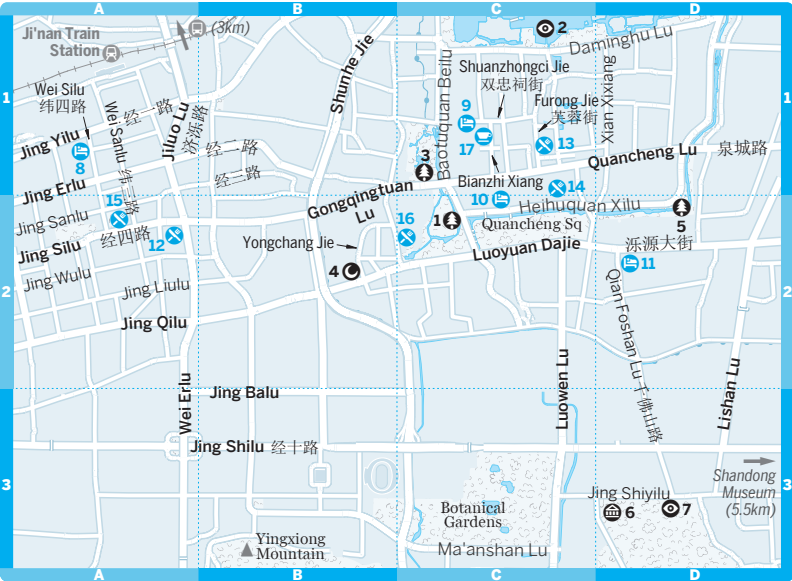 A
B
C
D
Ji'nan Train
Station
(3km)
2
Daminghu Lu
1
1
Wei Silu
纬四路
Wei Sanlu 纬三路
经一路
Jiluo Lu
济泺路
Shunhe Jie
Baotuquan Beilu
Shuanzhongci Jie
双忠祠街
Furong Jie
芙蓉街
Xian Xixiang
9
17
13
Jing Yilu
8
经二路
经三路
3
Quancheng Lu
泉城路
Jing Erlu
Bianzhi Xiang
14
10
Gongqingtuan
Lu
Heihuquan Xilu
15
Jing Sanlu
经四路
12
16
1
Quancheng Sq
5
Jing Silu
Yongchang Jie
Luoyuan Dajie
泺源大街
Jing Wulu
4
11
2
2
Jing Liulu
Qian Foshan Lu 千佛山路
Jing Qilu
Wei Erlu
Jing Balu
Luowen Lu
Lishan Lu
Jing Shilu 经十路
3
3
Shandong
Museum
(5.5km)
Jing Shiyilu
6
7
Botanical
Gardens
Yingxiong
Mountain
Ma'anshan Lu
A
B
C
D